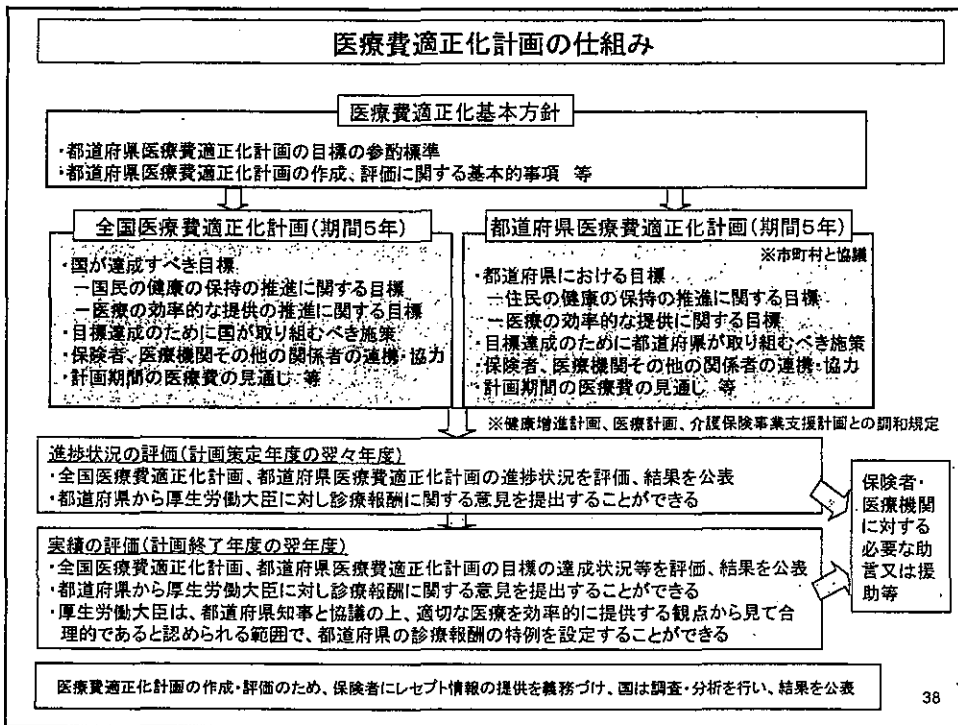 医療費適正化計画の仕組み
医療費適正化基本方針
・都道府県医療費適正化計画の目標の参酌標準
・都道府県医療費適正化計画の作成、評価に関する基本的事項 等
全国医療費適正化計画(期間5年)
・国が達成すべき目標
－国民の健康の保持の推進に関する目標
－医療の効率的な提供の推進に関する目標
・目標達成のために国が取り組むべき施策
・保険者、医療機関その他の関係者の連携・協力
・計画期間の医療費の見通し 等
都道府県医療費適正化計画(期間5年)
※市町村と協議
・都道府県における目標
－住民の健康の保持の推進に関する目標
－医療の効率的な提供に関する目標
・目標達成のために都道府県が取り組むべき施策
・保険者、医療機関その他の関係者の連携・協力
・計画期間の医療費の見通し 等
※健康増進計画、医療計画、介護保険事業支援計画との調和規定
進捗状況の評価(計画策定年度の翌々年度)
・全国医療費適正化計画、都道府県医療費適正化計画の進捗状況を評価、結果を公表
・都道府県から厚生労働大臣に対し診療報酬に関する意見を提出することができる
実績の評価(計画終了年度の翌年度)
・全国医療費適正化計画、都道府県医療費適正化計画の目標の達成状況等を評価、結果を公表
・都道府県から厚生労働大臣に対し診療報酬に関する意見を提出することができる
・厚生労働大臣は、都道府県知事と協議の上、適切な医療を効率的に提供する観点から見て合
理的であると認められる範囲で、都道府県の診療報酬の特例を設定することができる
保険者・
医療機関
に対する
必要な助
言又は援
助等
医療費適正化計画の作成・評価のため、保険者にレセプト情報の提供を義務づけ、国は調査・分析を行い、結果を公表
38